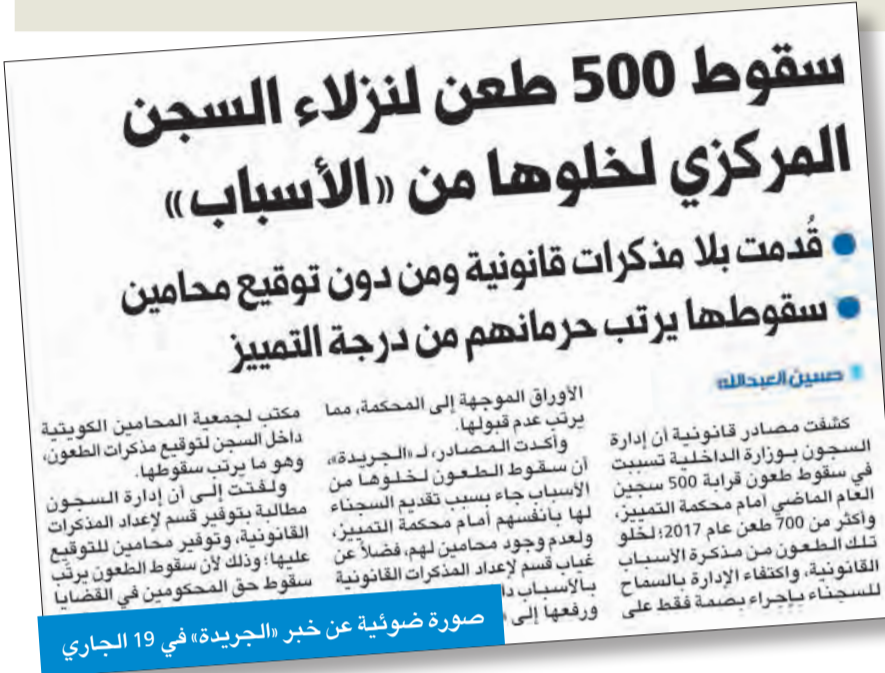 سقوط 500 طعن لنزلاء السجن
المركزي لخلوها من «الأسباب»
● قُدمت بلا مذكرات قانونية ومن دون توقيع محامين
● سقوطها يرتب حرمانهم من درجة التمييز
حسين العبدالله
كشفت مصادر قانونية أن إدارة
السجون بوزارة الداخلية تسببت
في سقوط طعون قرابة 500 سجين
العام الماضي أمام محكمة التمييز،
وأكثر من 700 طعن عام 2017؛ لخلو
تلك الطعون من مذكرة الأسباب
القانونية، واكتفاء الإدارة بالسماح
للسجناء بإجراء بصمة فقط على
الأوراق الموجهة إلى المحكمة، مما
يرتب عدم قبولها.
وأكدت المصادر، لـ«الجريدة»،
أن سقوط الطعون لخلوها من
الأسباب جاء بسبب تقديم السجناء
لها بأنفسهم أمام محكمة التمييز،
ولعدم وجود محامين لهم، فضلاً عن
غياب قسم لإعداد المذكرات القانونية
بالأسباب
ورفعها إلى
مكتب لجمعية المحامين الكويتية
داخل السجن لتوقيع مذكرات الطعون،
وهو ما يرتب سقوطها.
ولفتت إلى أن إدارة السجون
مطالبة بتوفير قسم لإعداد المذكرات
القانونية، وتوفير محامين للتوقيع
عليها؛ وذلك لأن سقوط الطعون يرتّب
سقوط حق المحكومين في القضايا
صورة ضوئية عن خبر «الجريدة» في 19 الجاري